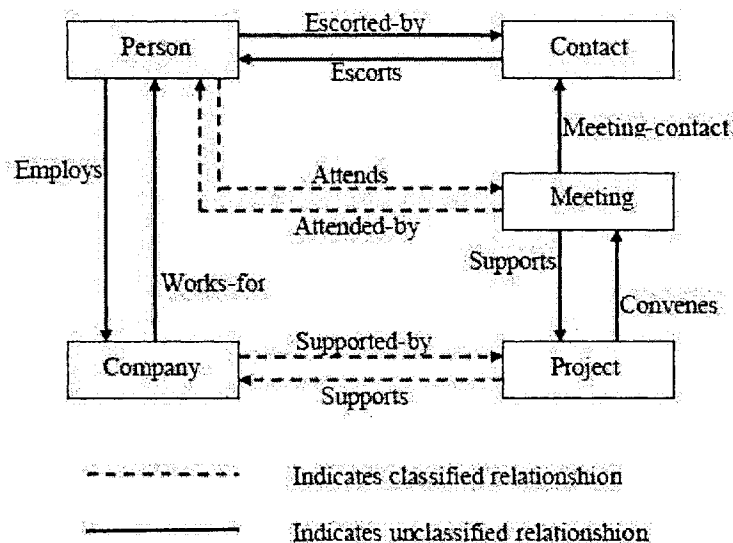 Person
Escorted-by
Contact
Escorts
Meeting-contact
Employs
Attends
Meeting
Attended-by
Supports
Works-for
Convenes
Supported-by
Company
Project
Supports
Indicates classified relationshion
Indicates unclassified relationshion